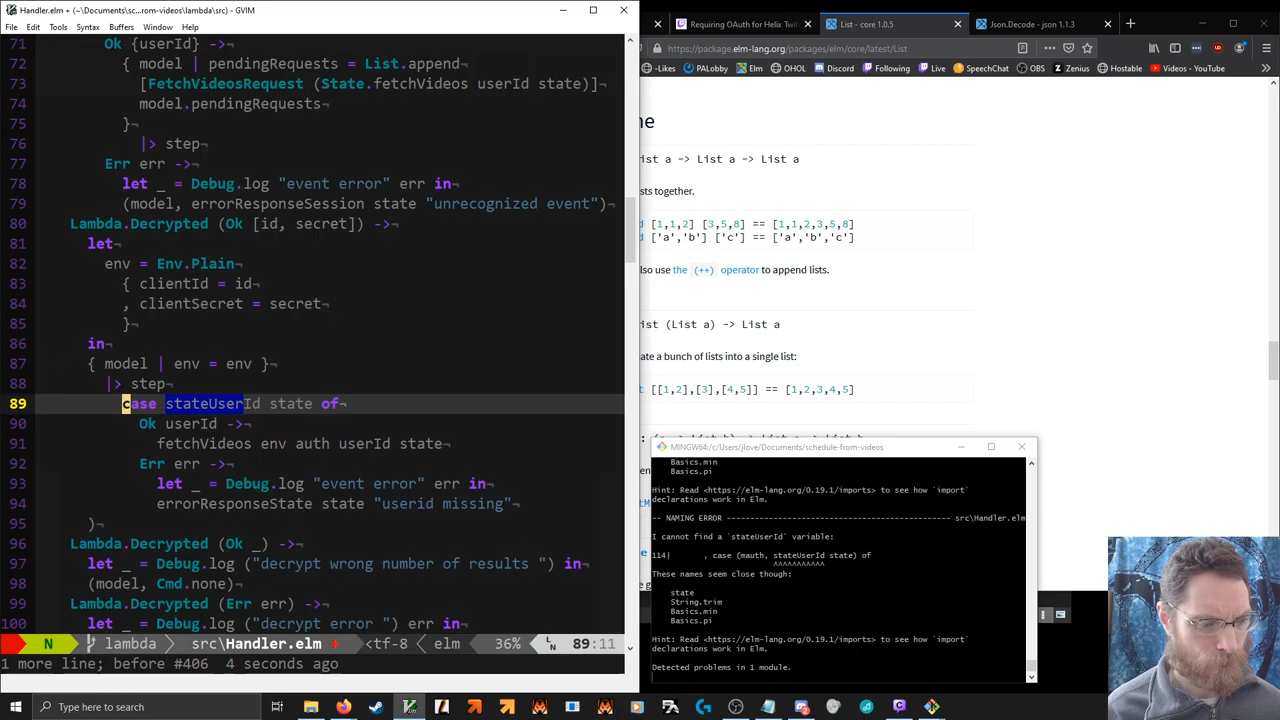 Handler.elm + (~\Documents\sc...rom-videos\lambda\src) - GVIM
File Edit Tools Syntax Buffers Window Help
71 Ok {userId} ->¬
72 { model | pendingRequests = List.append¬
73 [FetchVideosRequest (State.fetchVideos userId state)]¬
74 model.pendingRequests¬
75 }¬
76 |> step¬
77 Err err ->¬
78 let _ = Debug.log "event error" err in¬
79 (model, errorResponseSession state "unrecognized event")¬
80 Lambda.Decrypted (Ok [id, secret]) ->¬
81 let¬
82 env = Env.Plain¬
83 { clientId = id¬
84 , clientSecret = secret¬
85 }¬
86 in¬
87 { model | env = env }¬
88 |> step¬
89 case stateUserId state of¬
90 Ok userId ->¬
91 fetchVideos env auth userId state¬
92 Err err ->¬
93 let _ = Debug.log "event error" err in¬
94 errorResponseState state "userid missing"¬
95 )¬
96 Lambda.Decrypted (Ok _) ->¬
97 let _ = Debug.log("decrypt wrong number of results ") in¬
98 (model, Cmd.none)¬
99 Lambda.Decrypted (Err err) ->¬
100 let _ = Debug.log("decrypt error ") err in¬
N lambda src\Handler.elm + <tf-8 elm 36% LN 89:11
1 more line; before #406 4 seconds ago
Requiring OAuth for Helix Twit
List - core 1.0.5
Json.Decode - json 1.1.3
https://package.elm-lang.org/packages/elm/core/latest/List
-Likes PALobby Elm OHOL Discord Following SpeechChat OBS Zencus Hostable YouTube - Videos
ist a -> List a -> List a
sts together.
d [1,1,2] [3,5,8] == [1,1,2,3,5,8]
d ['a','b'] ['c'] == ['a','b','c']
lso use the (++) operator to append lists.
ist (List a) -> List a
ate a bunch of lists into a single list:
t [[1,2],[3],[4,5]] == [1,2,3,4,5]
MINGW64:/c/Users/jlove/Documents/schedule-from-videos
Basics.min
Basics.pi
Hint: Read <https://elm-lang.org/0.19.1/imports> to see how `import`
declarations work in Elm.
-- NAMING ERROR ---------------------------------------------- src\Handler.elm
I cannot find a `stateUserId` variable:
114| , case (mauth, stateUserId state) of
^^^^^^^^^^^
These names seem close though:
state
String.trim
Basics.min
Basics.pi
Hint: Read <https://elm-lang.org/0.19.1/imports> to see how `import`
declarations work in Elm.
Detected problems in 1 module.
Type here to search